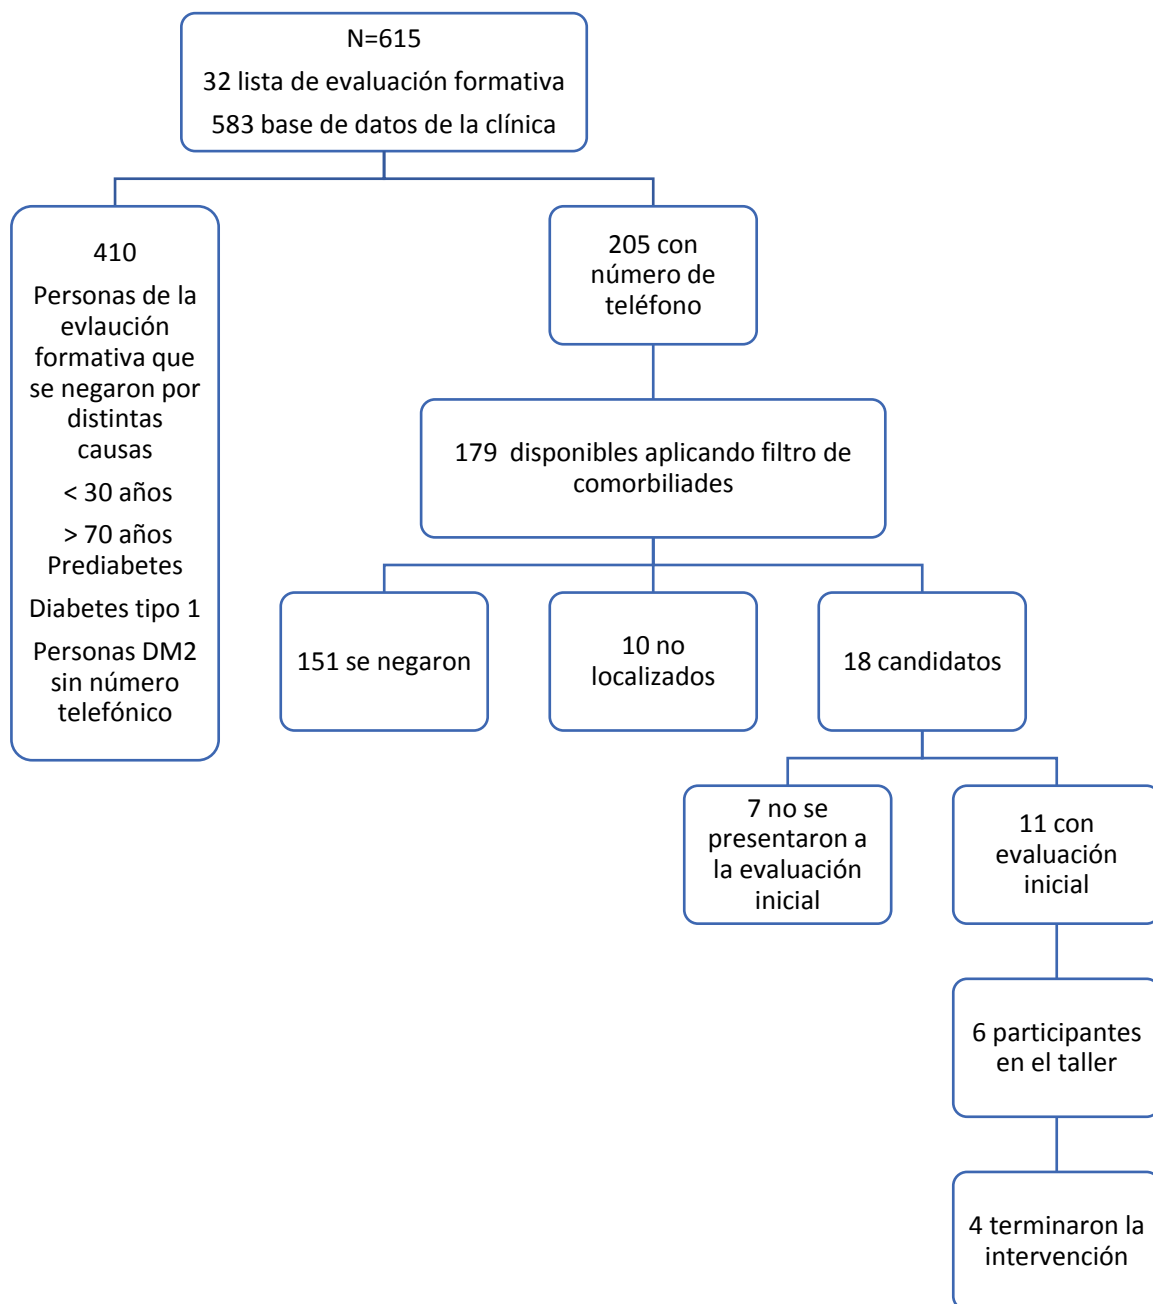 N=615
32 lista de evaluación formativa
583 base de datos de la clínica
410
Personas de la
evlaución
formativa que
se negaron por
distintas
causas
< 30 años
> 70 años
Prediabetes
Diabetes tipo 1
Personas DM2
sin número
telefónico
205 con
número de
teléfono
179 disponibles aplicando filtro de
comorbiliades
151 se negaron
10 no
localizados
18 candidatos
7 no se
presentaron a
la evaluación
inicial
11 con
evaluación
inicial
6 participantes
en el taller
4 terminaron la
intervención